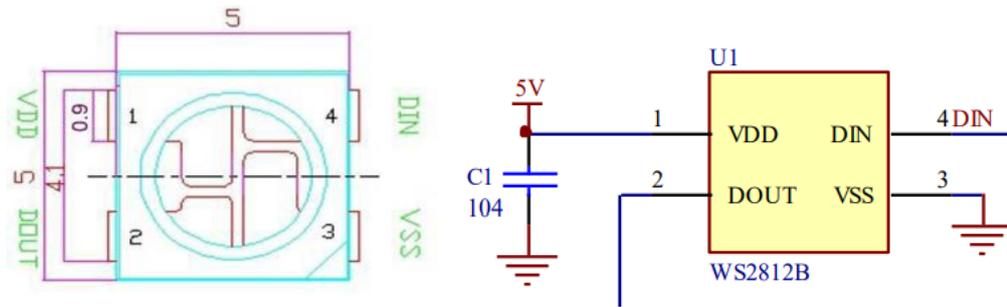 5
VDD
DOUT
5
4.1
0.9
1
2
4
3
DIN
VSS
U1
5V
C1
104
1
2
VDD
DOUT
DIN
VSS
4 DIN
3
WS2812B